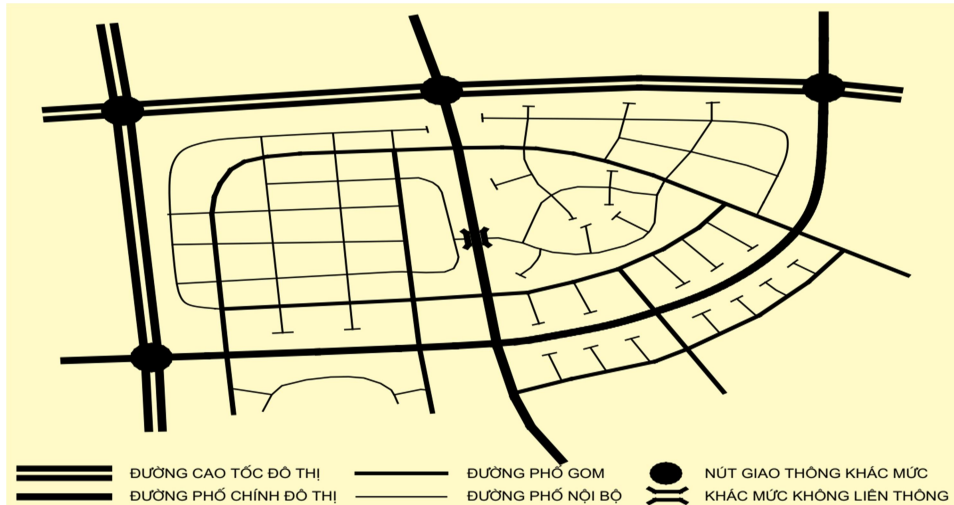 ĐƯỜNG CAO TỐC ĐÔ THỊ
ĐƯỜNG PHỐ GOM
NÚT GIAO THÔNG KHÁC MỨC
ĐƯỜNG PHỐ CHÍNH ĐÔ THỊ
ĐƯỜNG PHỐ NỘI BỘ
KHÁC MỨC KHÔNG LIÊN THÔNG